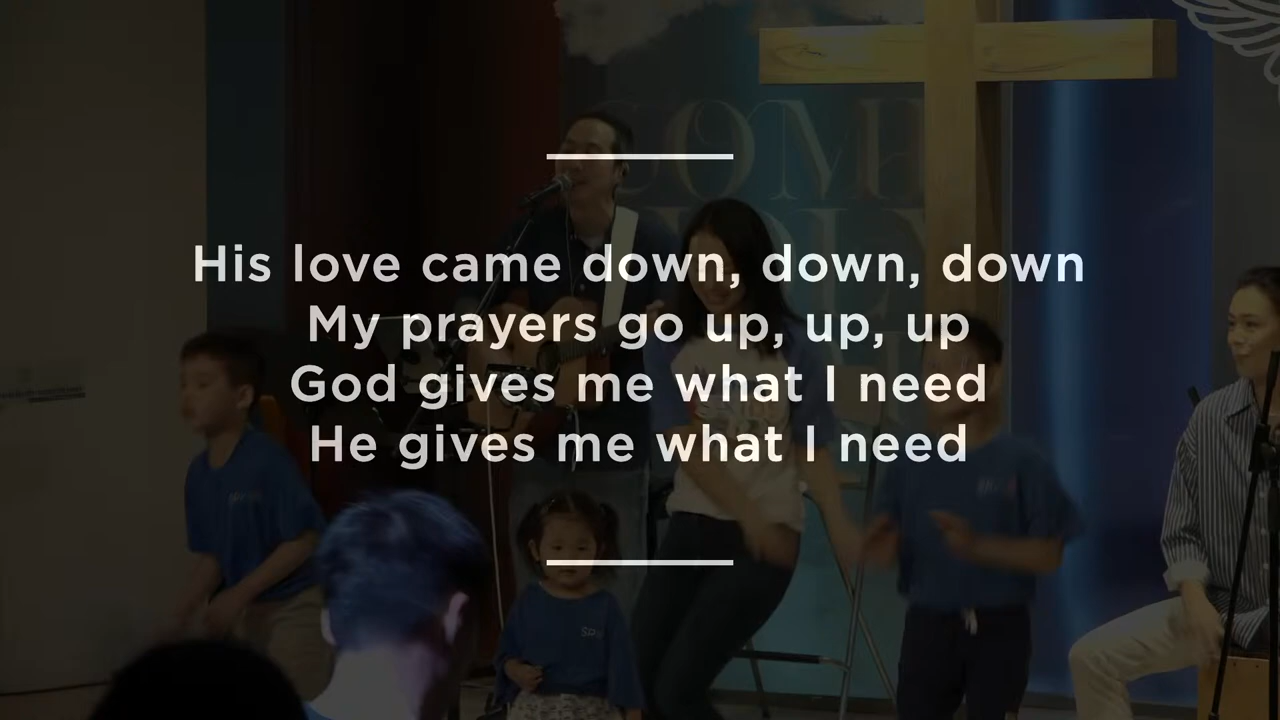 His love came down, down, down
My prayers go up, up, up
God gives me what I need
He gives me what I need